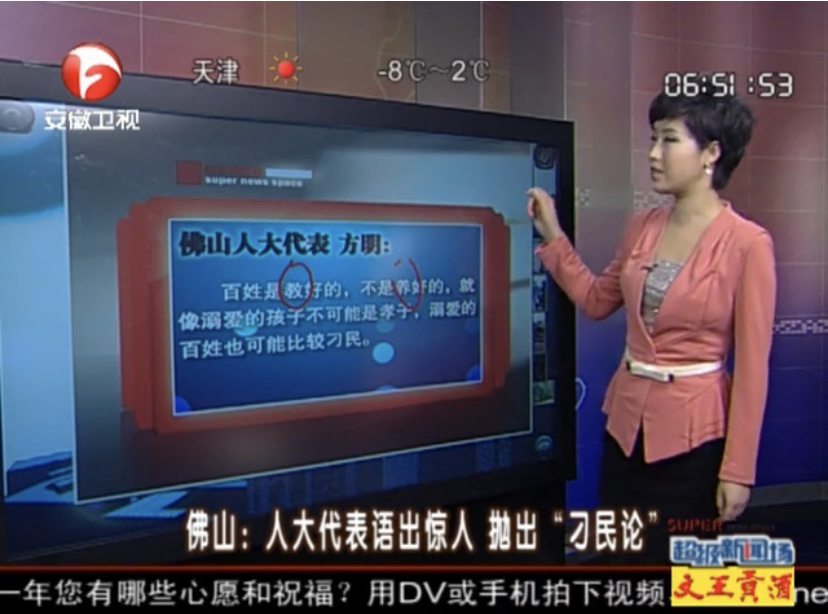 天津 -8℃～2℃
06:51:53
安徽卫视
super news space
佛山人大代表 方明：
百姓是教好的，不是养好的，就
像溺爱的孩子不可能是孝子，溺爱的
百姓也可能比较刁民。
佛山：人大代表语出惊人 抛出“刁民论”
SUPER
超级新闻场
一年您有哪些心愿和祝福？用DV或手机拍下视频
文王贡酒
ne